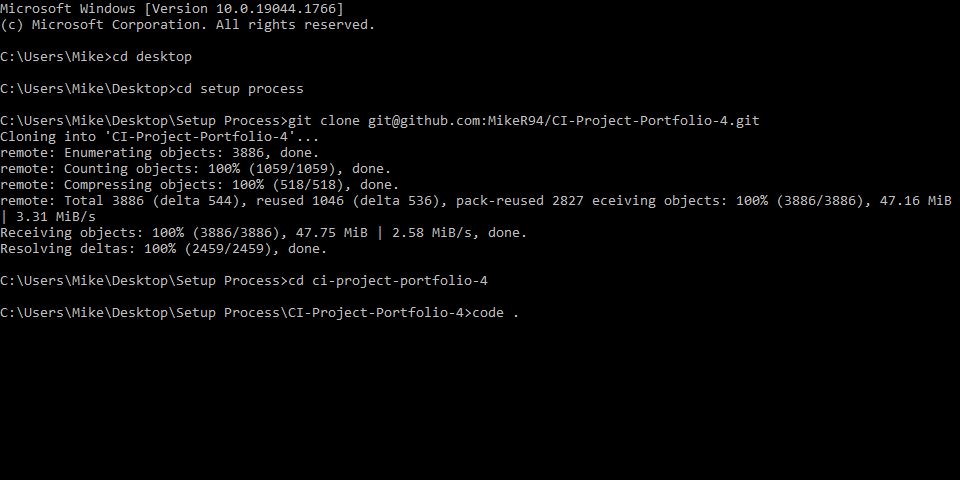 Microsoft Windows [Version 10.0.19044.1766]
(c) Microsoft Corporation. All rights reserved.
C:\Users\Mike>cd desktop
C:\Users\Mike\Desktop>cd setup process
C:\Users\Mike\Desktop\Setup Process>git clone git@github.com:MikeR94/CI-Project-Portfolio-4.git
Cloning into 'CI-Project-Portfolio-4'...
remote: Enumerating objects: 3886, done.
remote: Counting objects: 100% (1059/1059), done.
remote: Compressing objects: 100% (518/518), done.
remote: Total 3886 (delta 544), reused 1046 (delta 536), pack-reused 2827 eceiving objects: 100% (3886/3886), 47.16 MiB
| 3.31 MiB/s
Receiving objects: 100% (3886/3886), 47.75 MiB | 2.58 MiB/s, done.
Resolving deltas: 100% (2459/2459), done.
C:\Users\Mike\Desktop\Setup Process>cd ci-project-portfolio-4
C:\Users\Mike\Desktop\Setup Process\CI-Project-Portfolio-4>code .